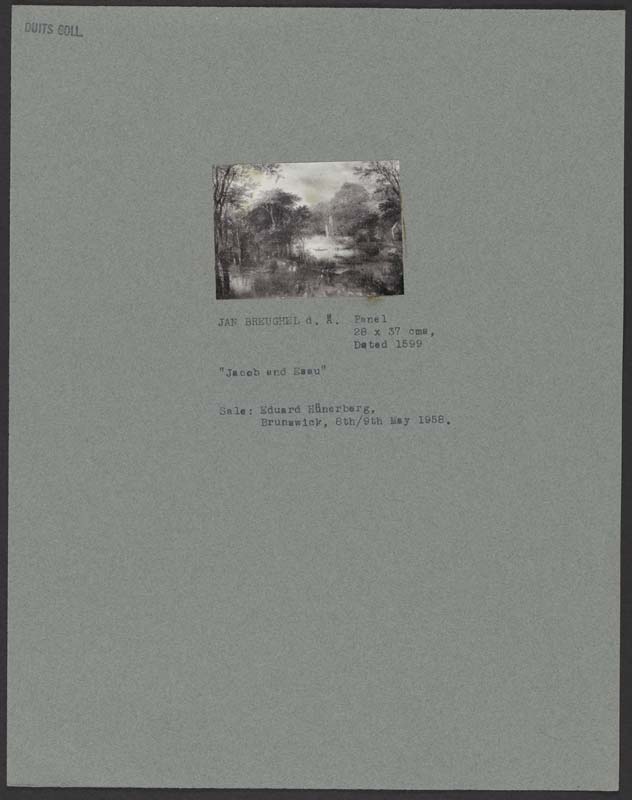 DUITS COLL.
JAN BREUGHEL d. Ä. Panel
28 x 37 cms,
Dated 1599
"Jacob and Esau"
Sale: Eduard Hünerberg,
Brunswick, 8th/9th May 1958.